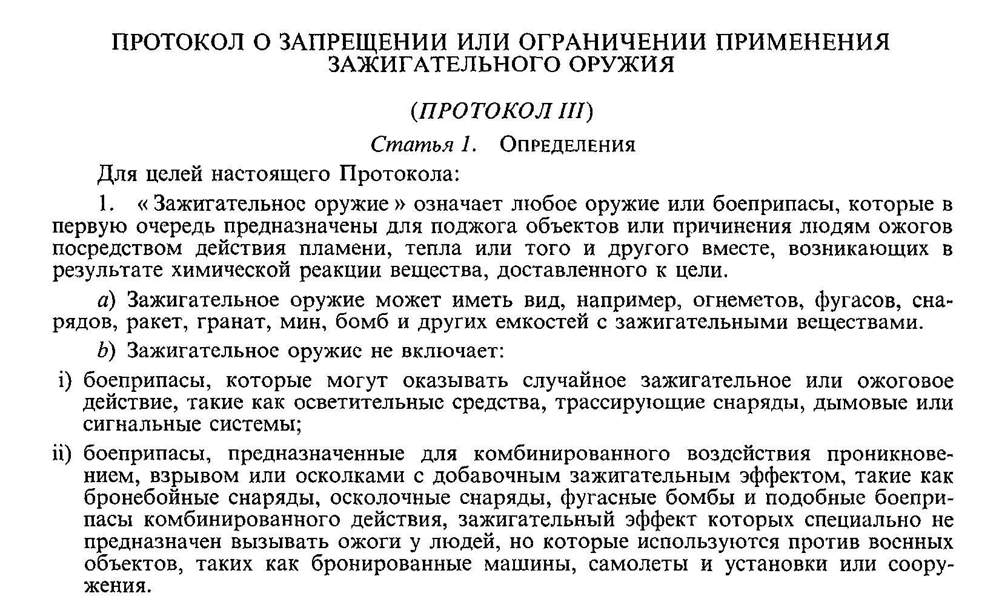 ПРОТОКОЛ О ЗАПРЕЩЕНИИ ИЛИ ОГРАНИЧЕНИИ ПРИМЕНЕНИЯ
ЗАЖИГАТЕЛЬНОГО ОРУЖИЯ
(ПРОТОКОЛ III)
Статья 1. ОПРЕДЕЛЕНИЯ
Для целей настоящего Протокола:
1. « Зажигательное оружие » означает любое оружие или боеприпасы, которые в
первую очередь предназначены для поджога объектов или причинения людям ожогов
посредством действия пламени, тепла или того и другого вместе, возникающих в
результате химической реакции вещества, доставленного к цели.
a) Зажигательное оружие может иметь вид, например, огнеметов, фугасов, сна-
рядов, ракет, гранат, мин, бомб и других емкостей с зажигательными веществами.
b) Зажигательное оружие не включает:
i) боеприпасы, которые могут оказывать случайное зажигательное или ожоговое
действие, такие как осветительные средства, трассирующие снаряды, дымовые или
сигнальные системы;
ii) боеприпасы, предназначенные для комбинированного воздействия проникнове-
нием, взрывом или осколками с добавочным зажигательным эффектом, такие как
бронебойные снаряды, осколочные снаряды, фугасные бомбы и подобные боепри-
пасы комбинированного действия, зажигательный эффект которых специально не
предназначен вызывать ожоги у людей, но которые используются против военных
объектов, таких как бронированные машины, самолеты и установки или соору-
жения.